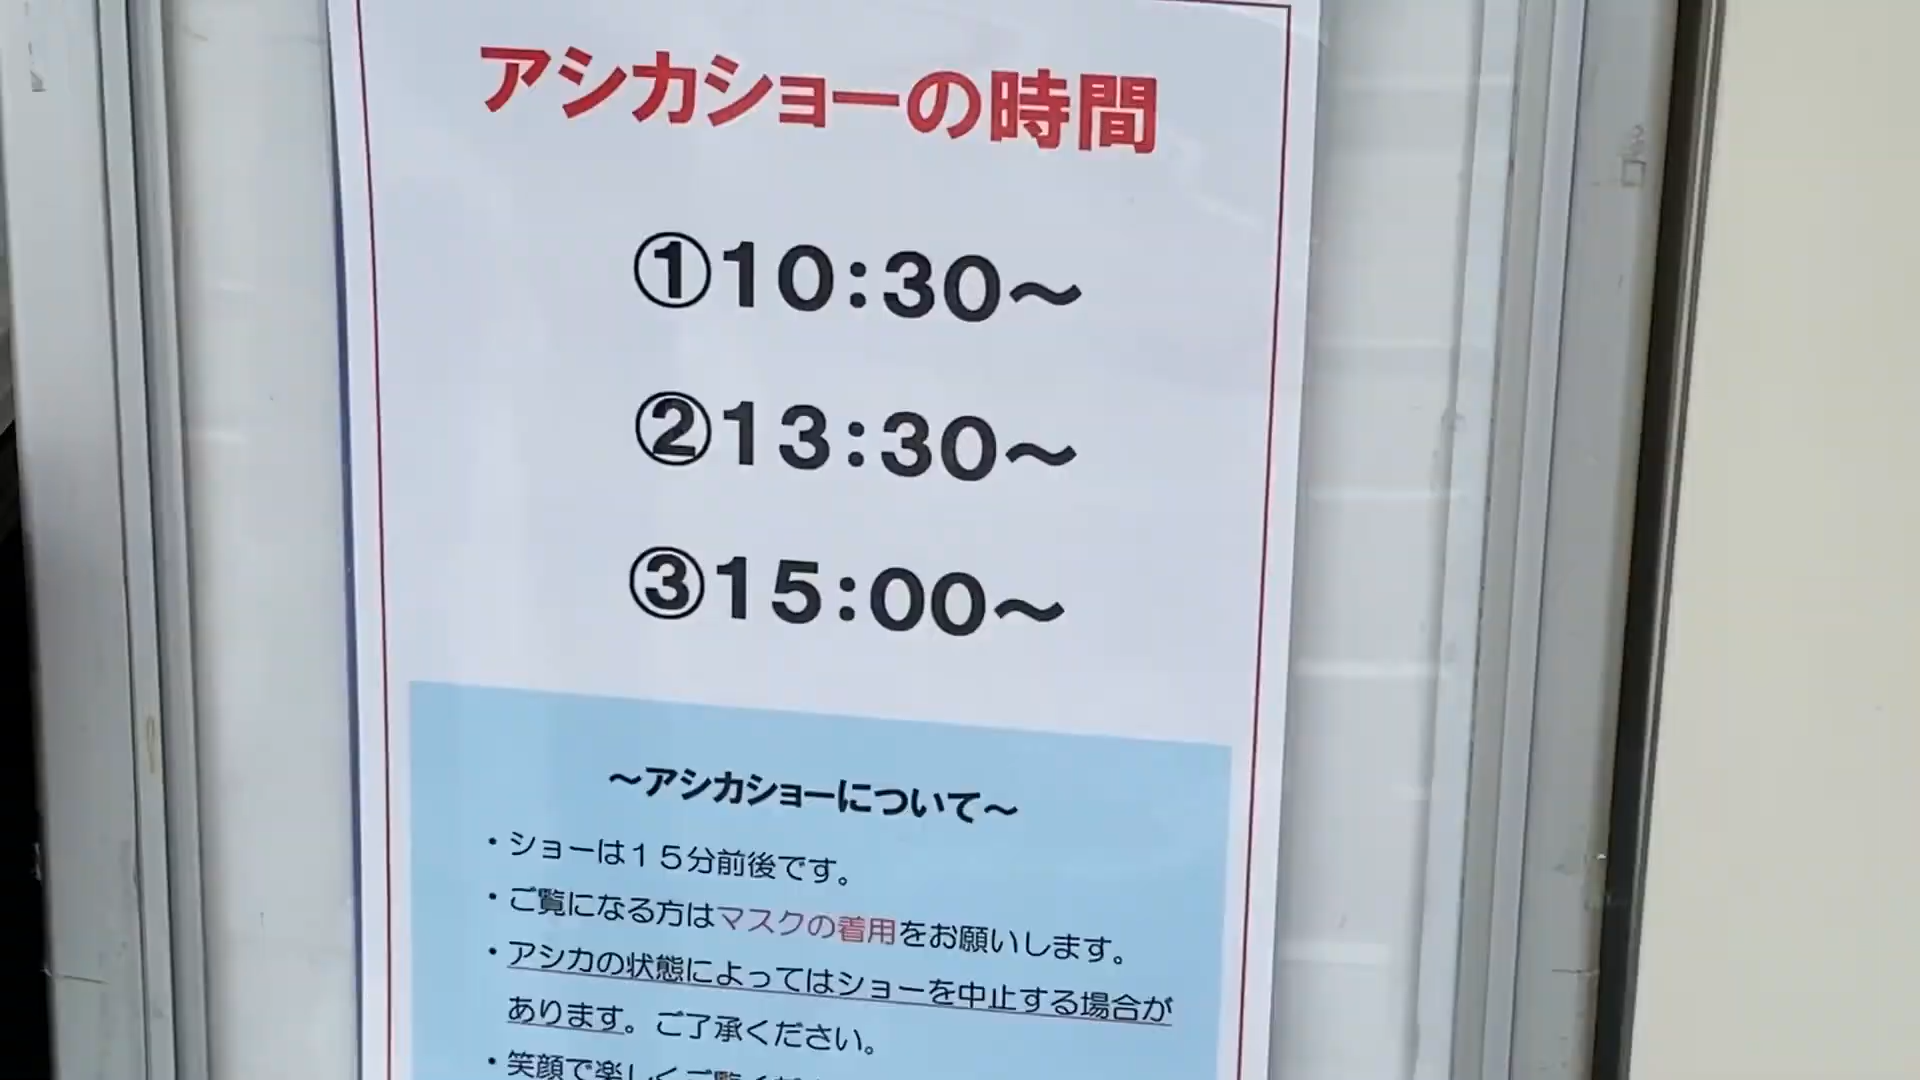 アシカショーの時間
①10:30～
②13:30～
③15:00～
～アシカショーについて～
・ショーは１５分前後です。
・ご覧になる方はマスクの着用をお願いします。
・アシカの状態によってはショーを中止する場合が
あります。ご了承ください。
・笑顔で楽しくご覧くだ